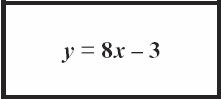 y = 8x – 3